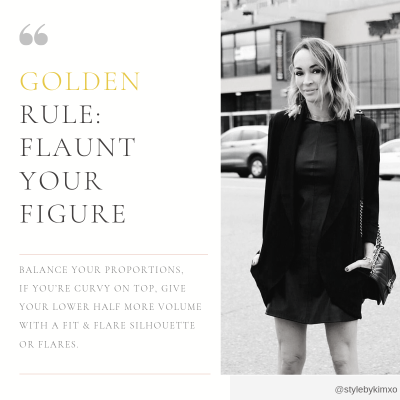 “
GOLDEN
RULE:
FLAUNT
YOUR
FIGURE
BALANCE YOUR PROPORTIONS,
IF YOU'RE CURVY ON TOP, GIVE
YOUR LOWER HALF MORE VOLUME
WITH A FIT & FLARE SILHOUETTE
OR FLARES.
@stylebykimxo